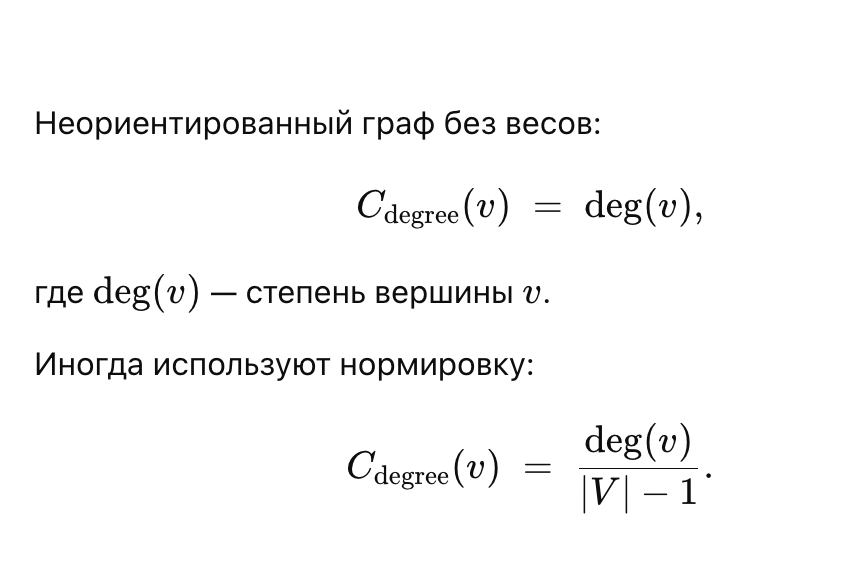 Неориентированный граф без весов:
C_degree(v) = deg(v),
где deg(v) — степень вершины v.
Иногда используют нормировку:
C_degree(v) = deg(v) / |V| − 1.